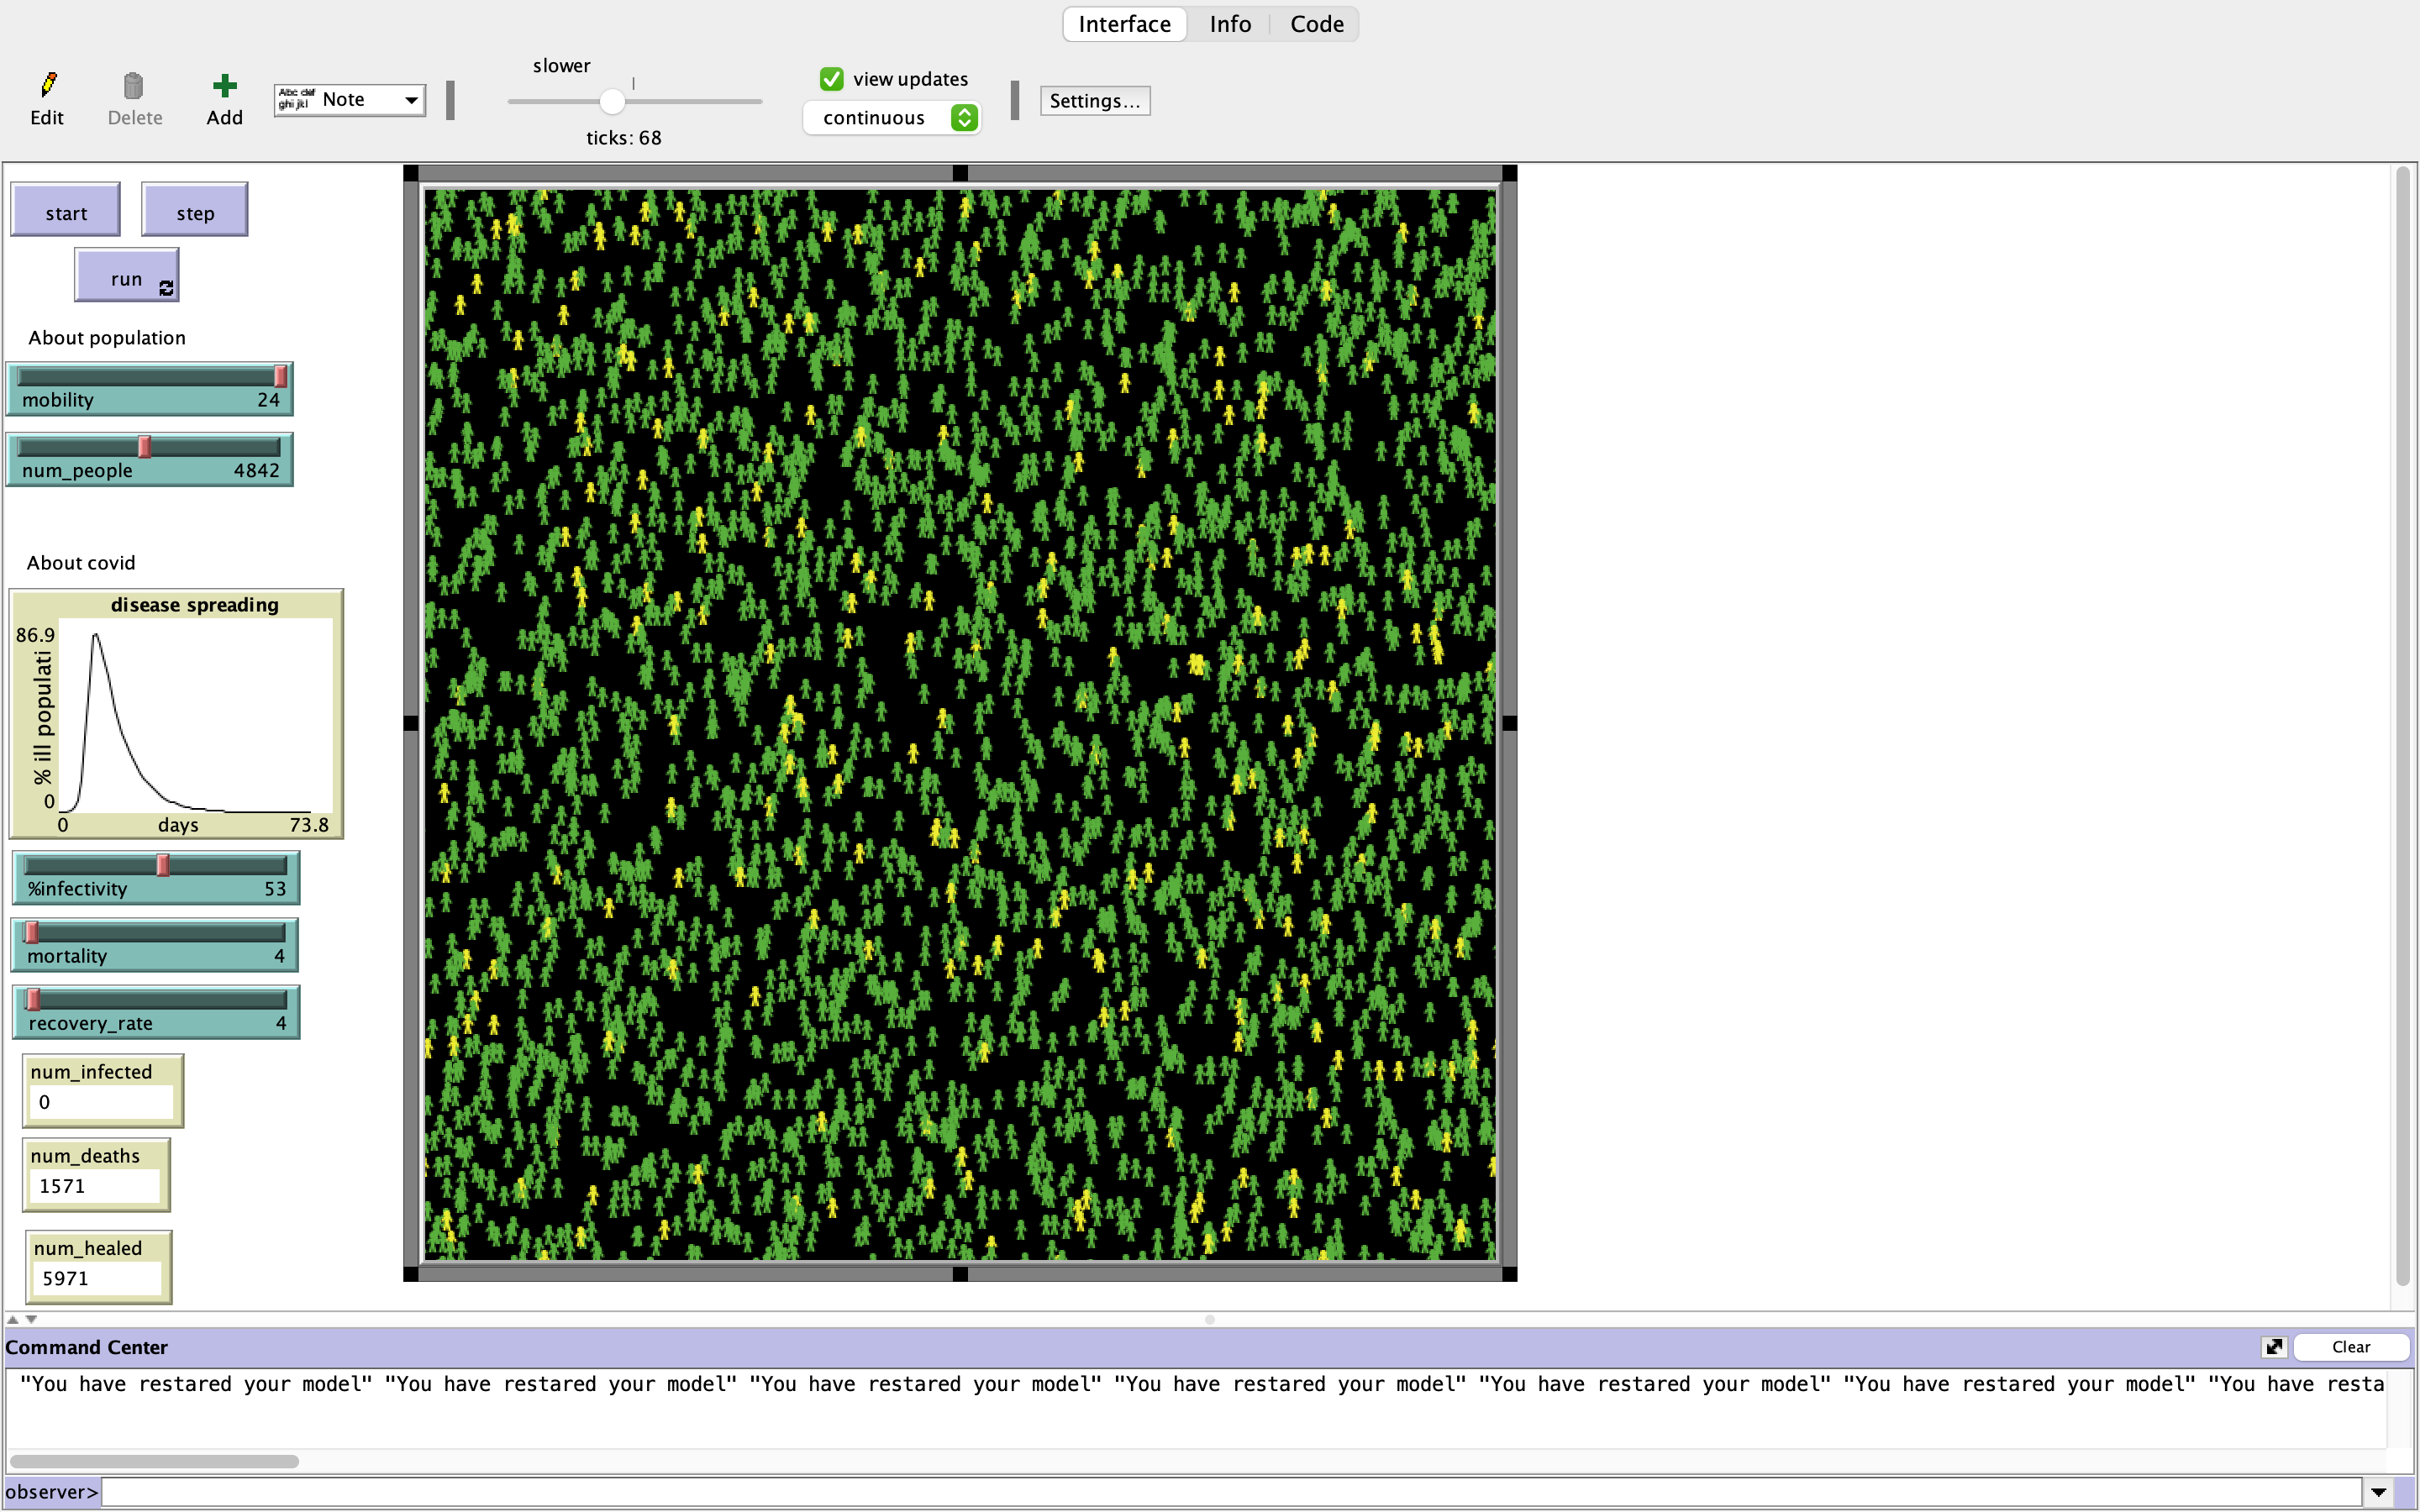 Interface Info Code
Edit Delete Add
Abc def
ghi jkl Note
slower
ticks: 68
view updates
continuous
Settings...
start step
run
About population
mobility 24
num_people 4842
About covid
disease spreading
86.9
% ill populati
0
0 days 73.8
%infectivity 53
mortality 4
recovery_rate 4
num_infected
0
num_deaths
1571
num_healed
5971
Command Center Clear
"You have restared your model" "You have restared your model" "You have restared your model" "You have restared your model" "You have restared your model" "You have restared your model" "You have resta
observer>